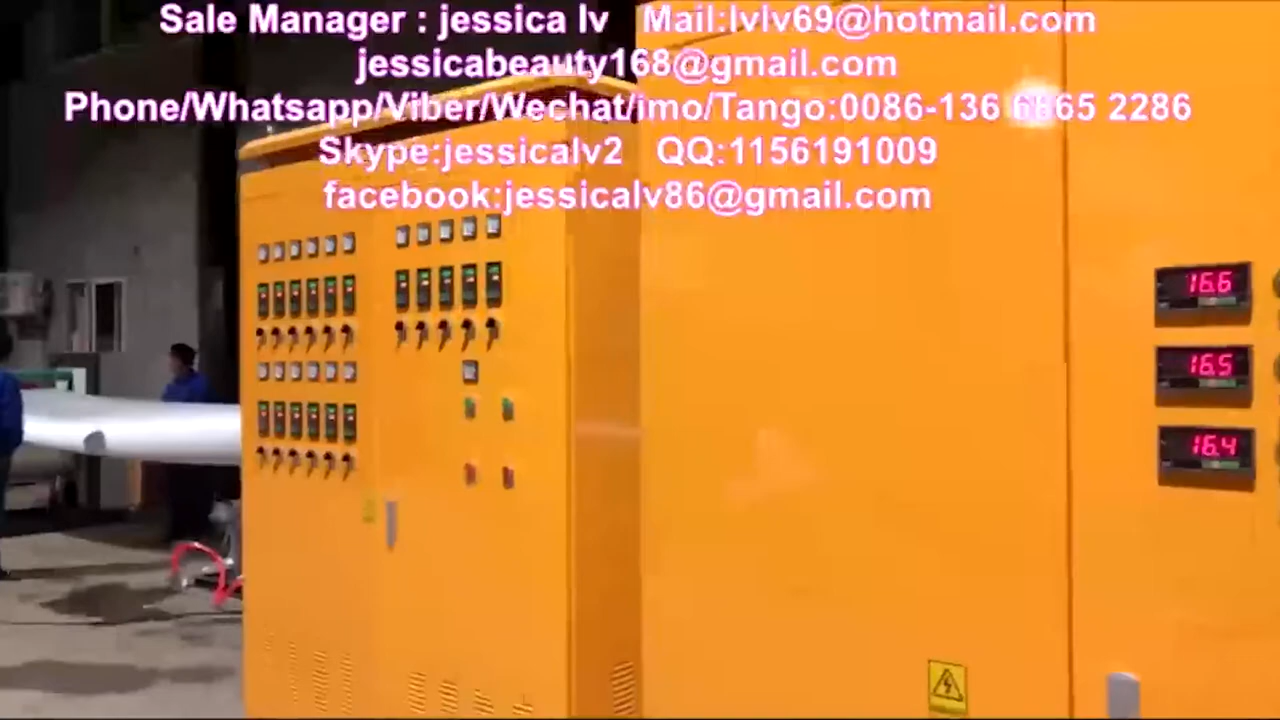 Sale Manager : jessica lv Mail:lvlv69@hotmail.com
jessicabeauty168@gmail.com
Phone/Whatsapp/Viber/Wechat/imo/Tango:0086-136 6865 2286
Skype:jessicalv2 QQ:1156191009
facebook:jessicalv86@gmail.com
16.6
16.5
16.4